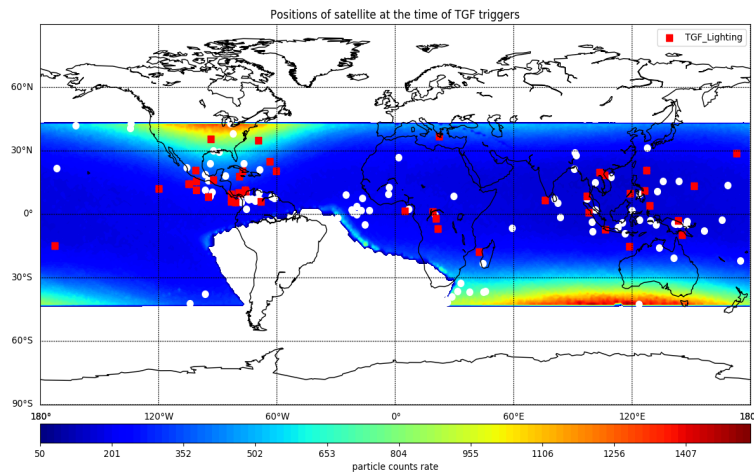 Positions of satellite at the time of TGF triggers
TGF_Lighting
60°N
30°N
0°
30°S
60°S
90°S
180° 120°W 60°W 0° 60°E 120°E 180°
50 201 352 502 653 804 955 1106 1256 1407
particle counts rate